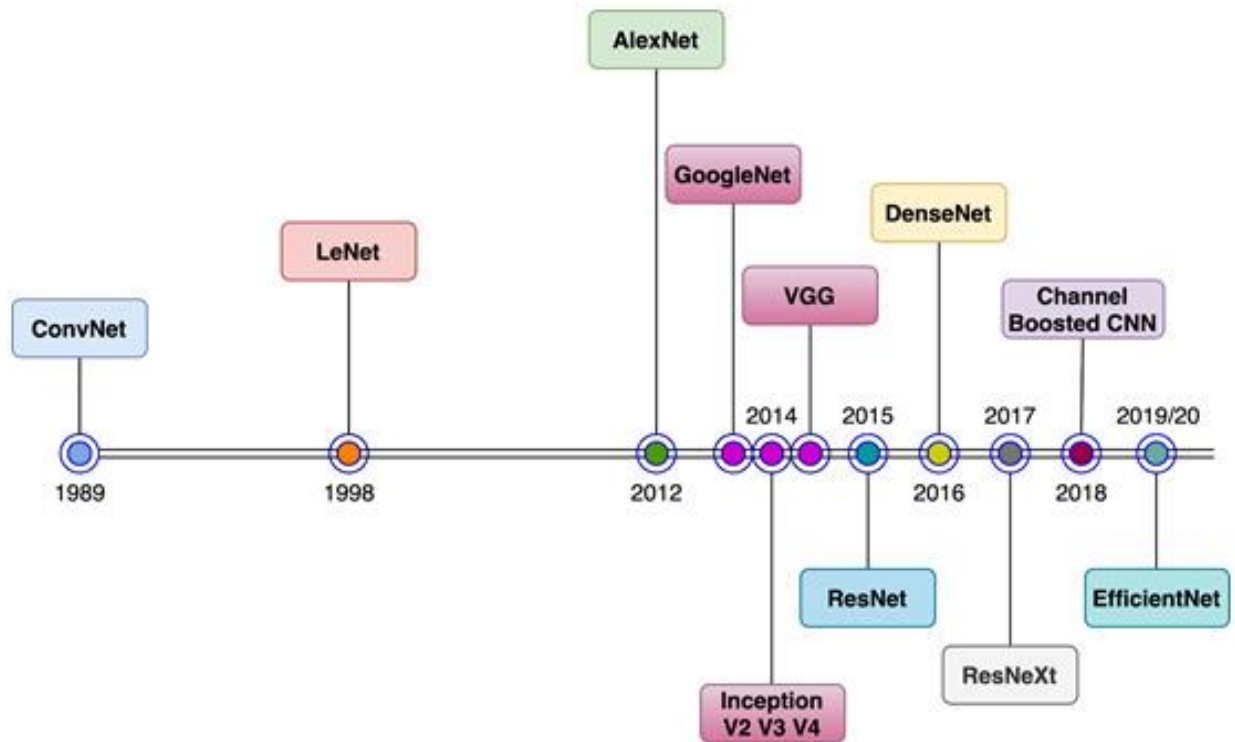 AlexNet
GoogleNet
DenseNet
LeNet
VGG
Channel
Boosted CNN
ConvNet
2014
2015
2017
2019/20
1989
1998
2012
2016
2018
ResNet
EfficientNet
ResNeXt
Inception
V2 V3 V4